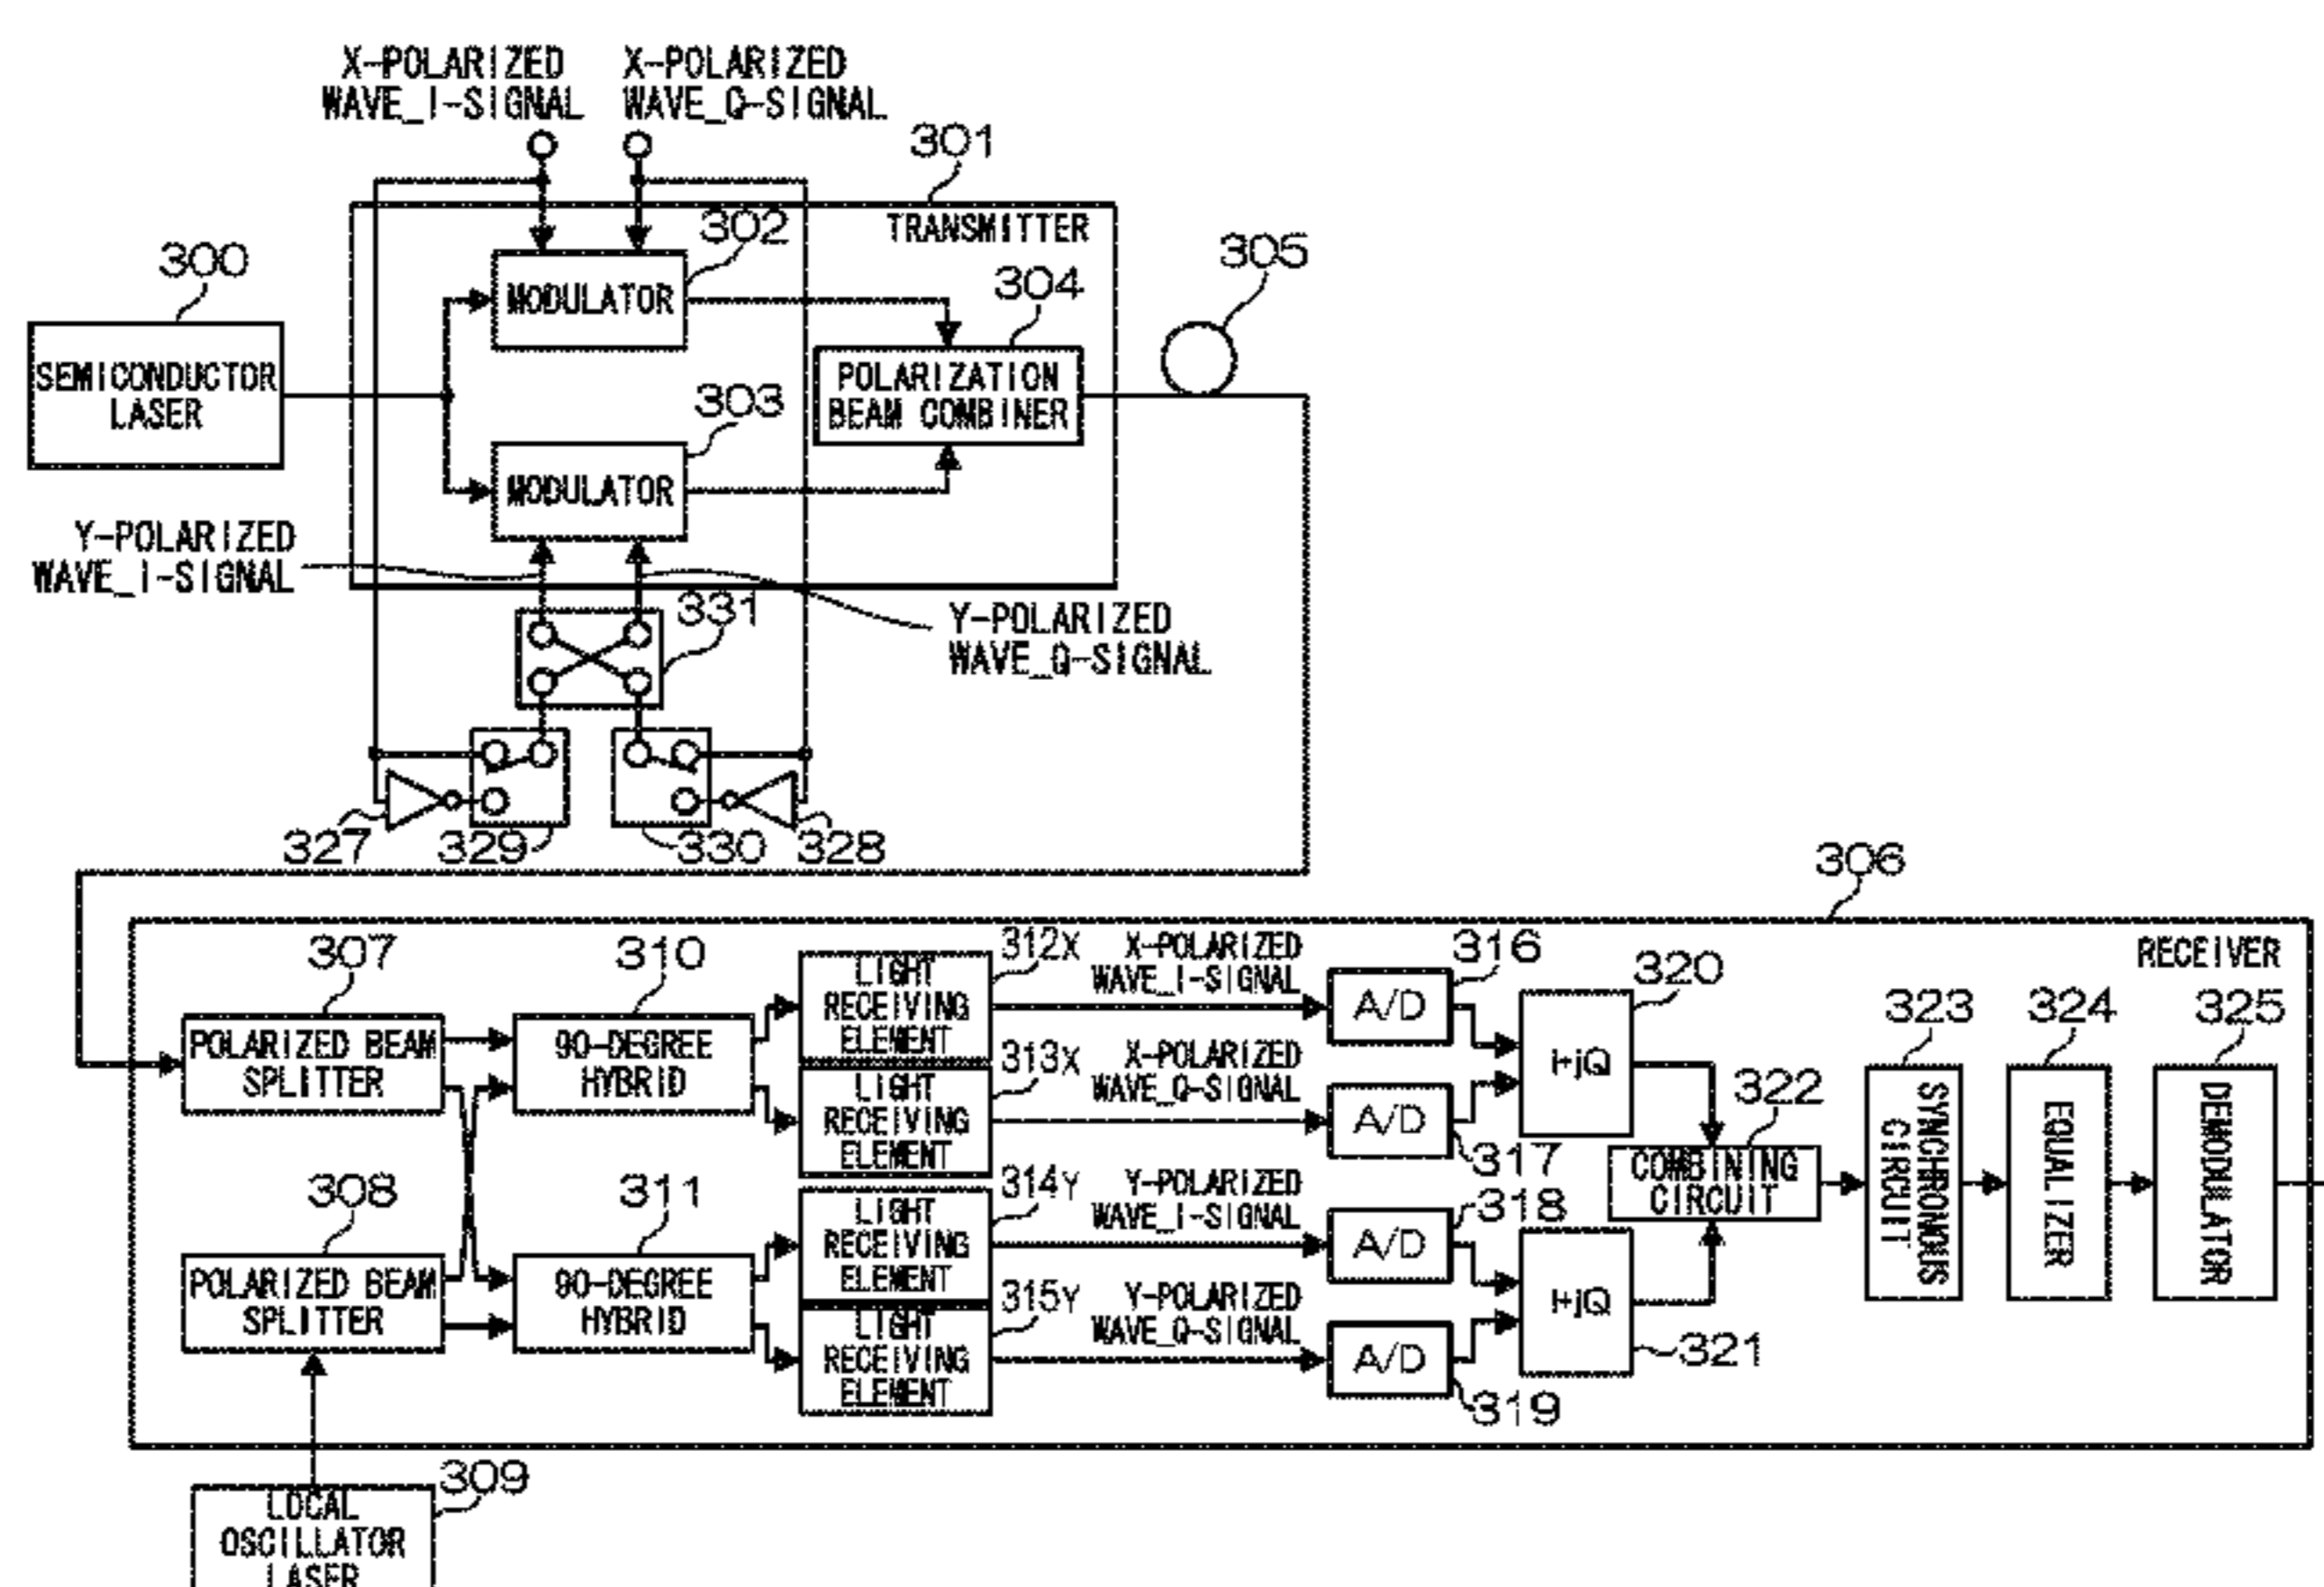 X-POLARIZED
WAVE_I-SIGNAL
X-POLARIZED
WAVE_Q-SIGNAL
301
TRANSMITTER
302
MODULATOR
300
SEMICONDUCTOR
LASER
304
POLARIZATION
BEAM COMBINER
305
303
MODULATOR
Y-POLARIZED
WAVE_I-SIGNAL
331
Y-POLARIZED
WAVE_Q-SIGNAL
327
329
330
328
306
RECEIVER
307
POLARIZED BEAM
SPLITTER
310
90-DEGREE
HYBRID
LIGHT
RECEIVING
ELEMENT
312X
X-POLARIZED
WAVE_I-SIGNAL
316
A/D
320
I+jQ
LIGHT
RECEIVING
ELEMENT
313X
X-POLARIZED
WAVE_Q-SIGNAL
A/D
317
322
COMBINING
CIRCUIT
323
SYNCHRONOUS
CIRCUIT
324
EQUALIZER
325
DEMODULATOR
308
POLARIZED BEAM
SPLITTER
311
90-DEGREE
HYBRID
LIGHT
RECEIVING
ELEMENT
314Y
Y-POLARIZED
WAVE_I-SIGNAL
318
A/D
I+jQ
321
LIGHT
RECEIVING
ELEMENT
315Y
Y-POLARIZED
WAVE_Q-SIGNAL
A/D
319
309
LOCAL
OSCILLATOR
LASER